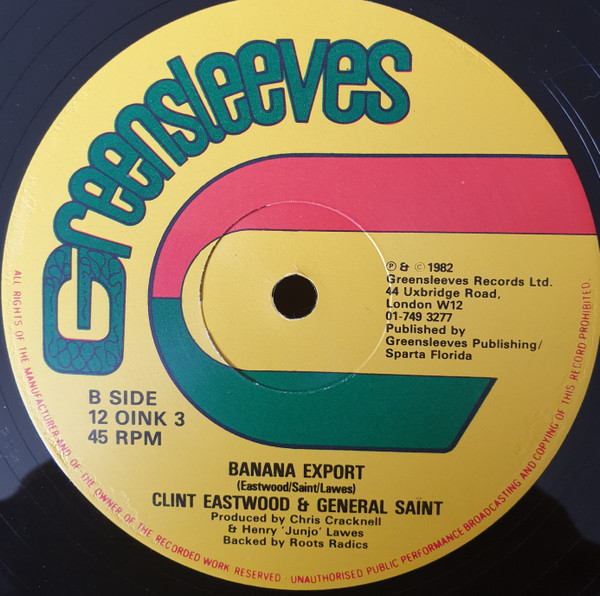 Greensleeves
℗ & © 1982
Greensleeves Records Ltd.
44 Uxbridge Road,
London W12
01-749 3277
Published by
Greensleeves Publishing/
Sparta Florida
B SIDE
12 OINK 3
45 RPM
BANANA EXPORT
(Eastwood/Saint/Lawes)
CLINT EASTWOOD & GENERAL SAÏNT
Produced by Chris Cracknell
& Henry 'Junjo' Lawes
Backed by Roots Radics
ALL RIGHTS OF THE MANUFACTURER AND OF THE OWNER OF THE RECORDED WORK RESERVED · UNAUTHORISED PUBLIC PERFORMANCE BROADCASTING AND COPYING OF THIS RECORD PROHIBITED.